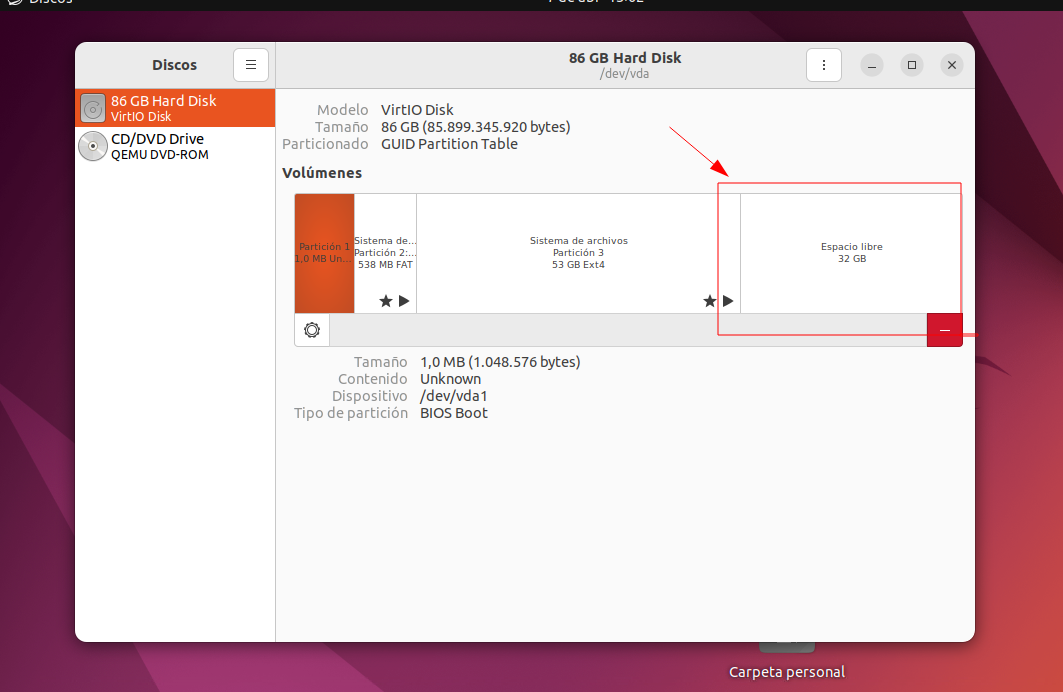 Discos
Discos
86 GB Hard Disk
/dev/vda
86 GB Hard Disk
VirtIO Disk
CD/DVD Drive
QEMU DVD-ROM
Modelo VirtIO Disk
Tamaño 86 GB (85.899.345.920 bytes)
Particionado GUID Partition Table
Volúmenes
Partición 1
1,0 MB Un...
Sistema de...
Partición 2:...
538 MB FAT
Sistema de archivos
Partición 3
53 GB Ext4
Espacio libre
32 GB
Tamaño 1,0 MB (1.048.576 bytes)
Contenido Unknown
Dispositivo /dev/vda1
Tipo de partición BIOS Boot
Carpeta personal